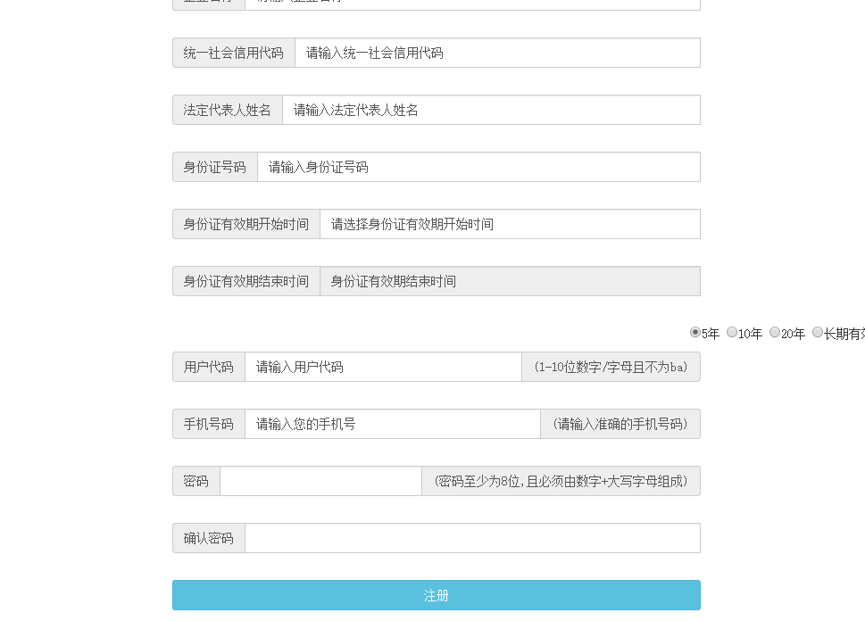 统一社会信用代码 请输入统一社会信用代码
法定代表人姓名 请输入法定代表人姓名
身份证号码 请输入身份证号码
身份证有效期开始时间 请选择身份证有效期开始时间
身份证有效期结束时间 身份证有效期结束时间
5年 10年 20年 长期有
用户代码 请输入用户代码 (1-10位数字/字母且不为ba)
手机号码 请输入您的手机号 (请输入准确的手机号码)
密码 (密码至少为8位,且必须由数字+大写字母组成)
确认密码
注册